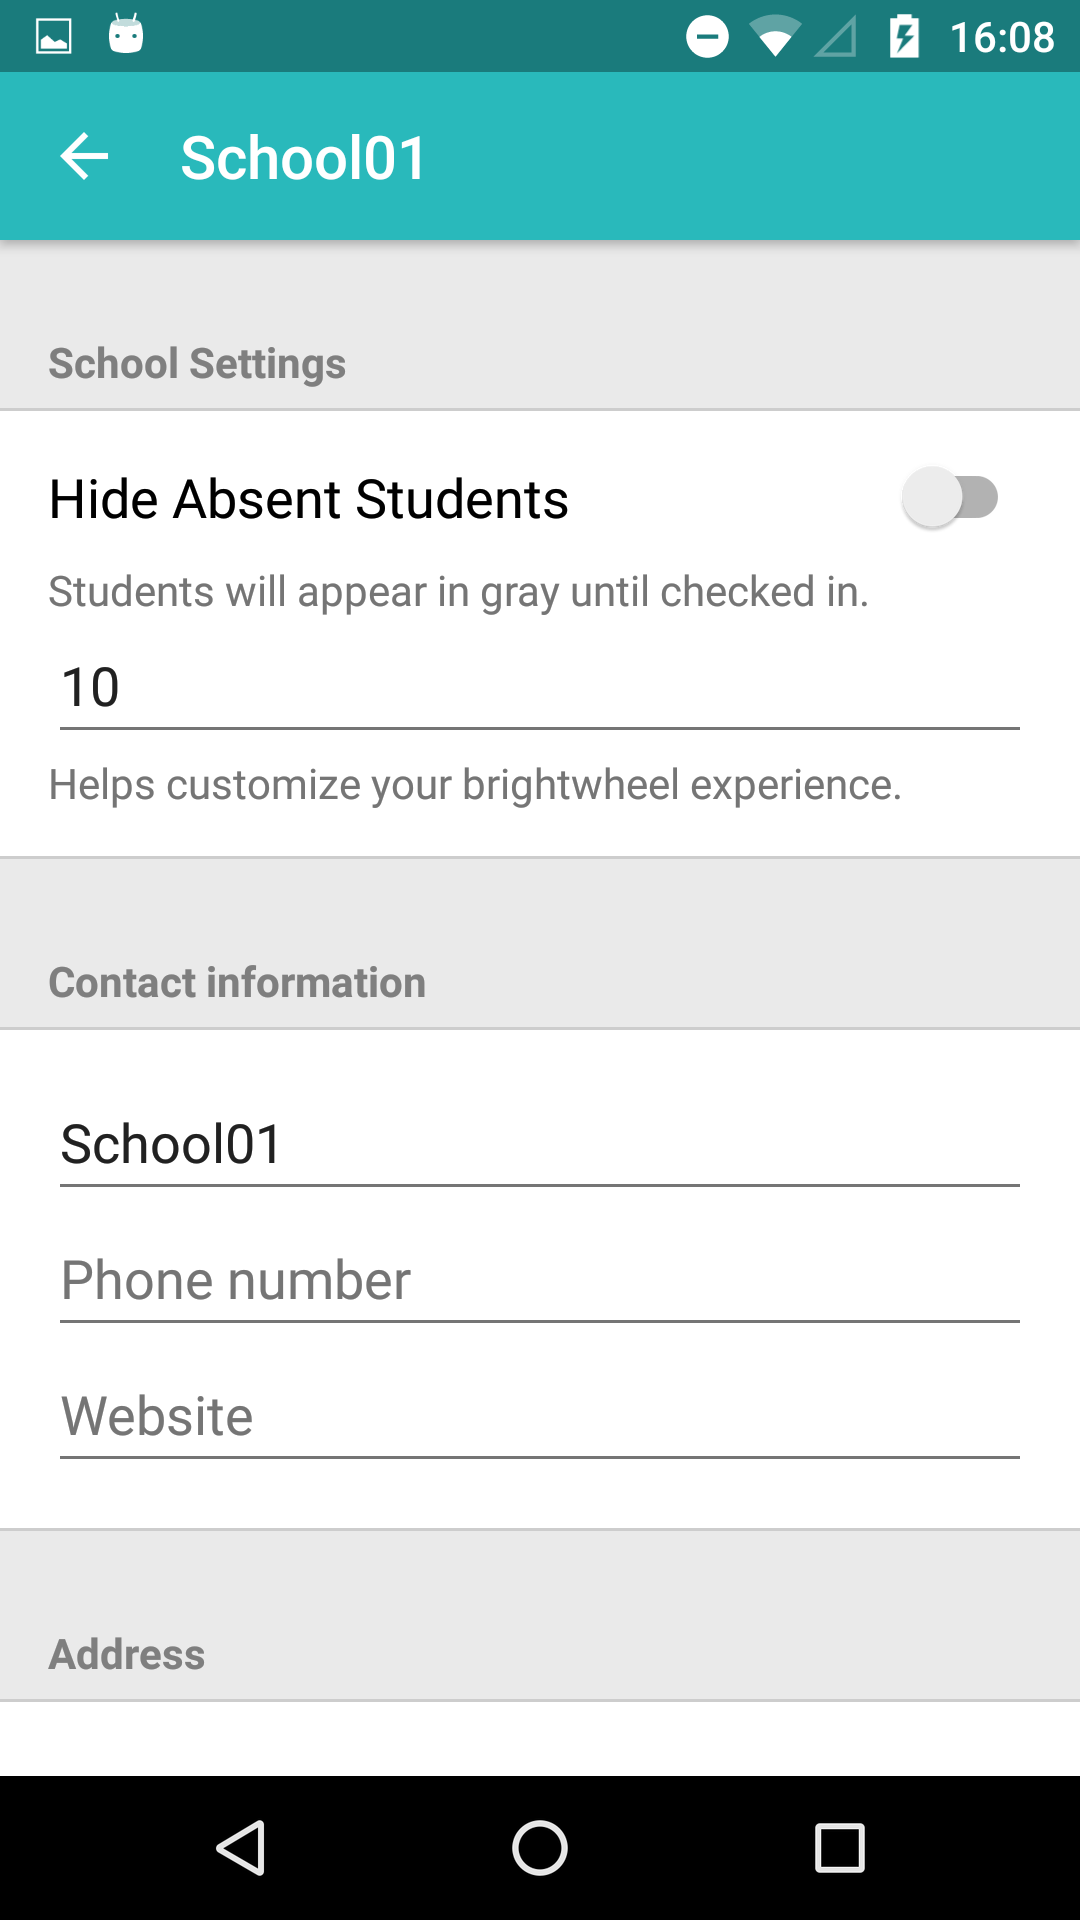 16:08
School01
School Settings
Hide Absent Students
Students will appear in gray until checked in.
10
Helps customize your brightwheel experience.
Contact information
School01
Phone number
Website
Address